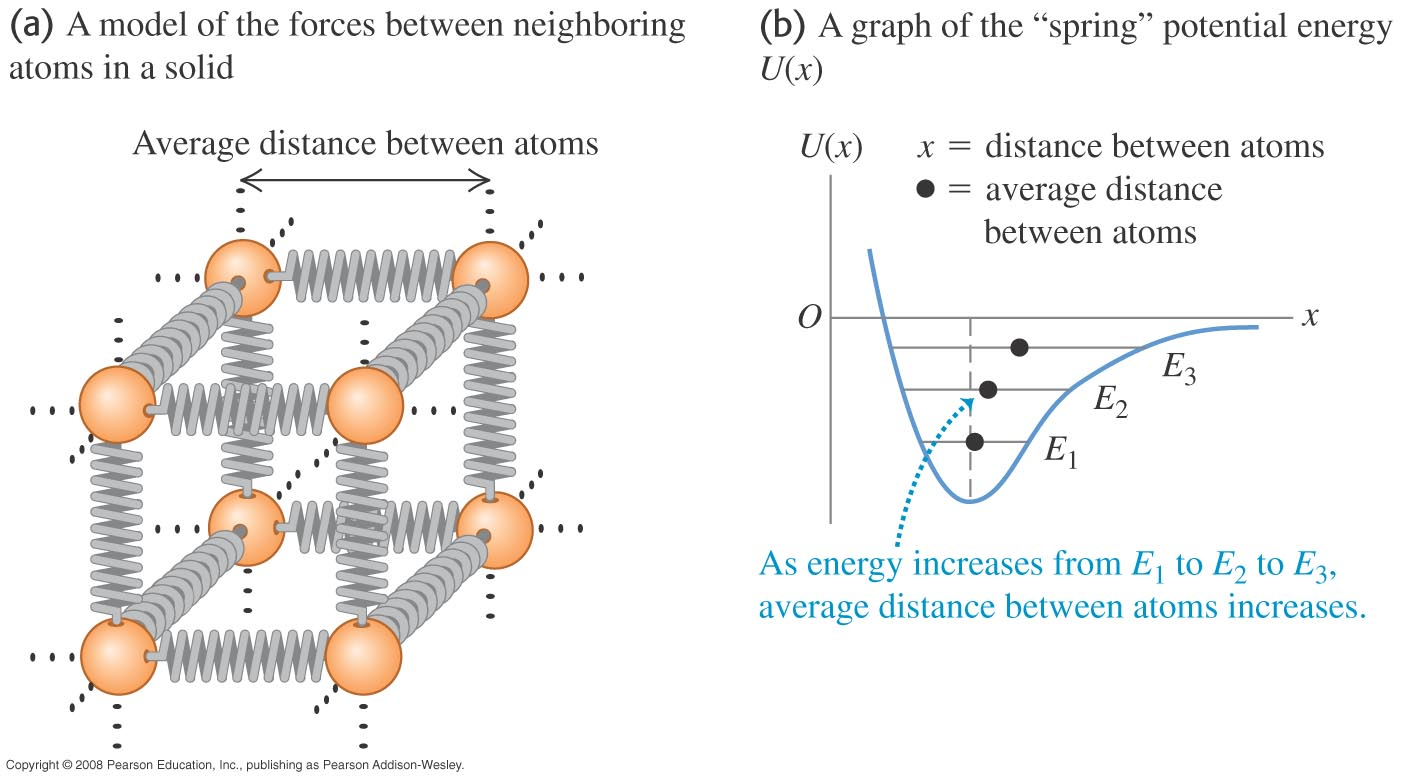 (a) A model of the forces between neighboring
atoms in a solid
Average distance between atoms
(b) A graph of the “spring” potential energy
U(x)
U(x)
x = distance between atoms
● = average distance
between atoms
O
x
E3
E2
E1
As energy increases from E1 to E2 to E3,
average distance between atoms increases.
Copyright © 2008 Pearson Education, Inc., publishing as Pearson Addison-Wesley.